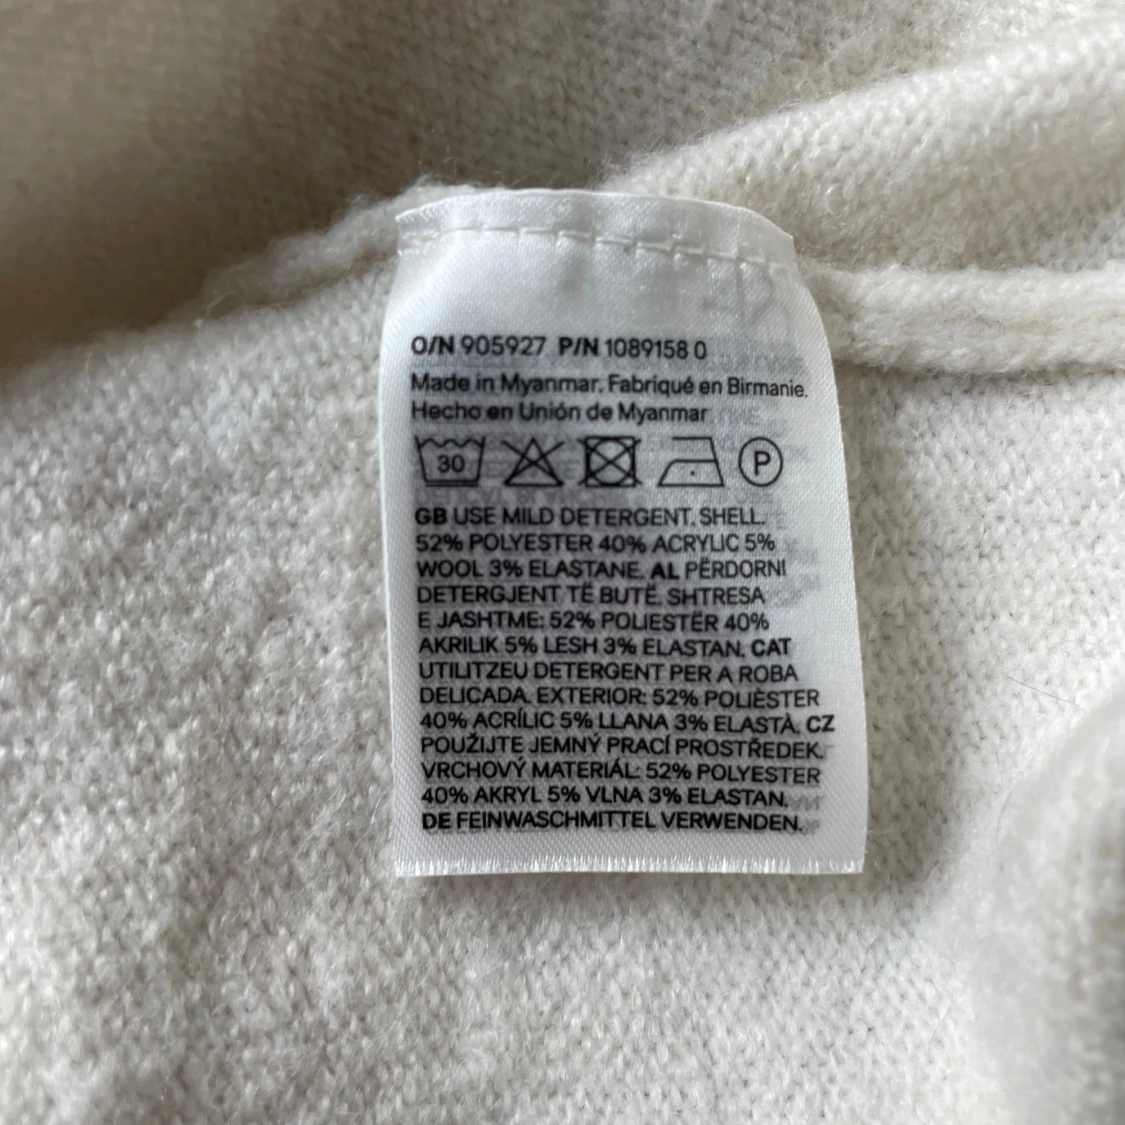 O/N 905927 P/N 1089158 0
Made in Myanmar. Fabriqué en Birmanie.
Hecho en Unión de Myanmar
30 P
GB USE MILD DETERGENT. SHELL:
52% POLYESTER 40% ACRYLIC 5%
WOOL 3% ELASTANE. AL PËRDORNI
DETERGJENT TË BUTË. SHTRESA
E JASHTME: 52% POLIESTËR 40%
AKRILIK 5% LESH 3% ELASTAN. CAT
UTILITZEU DETERGENT PER A ROBA
DELICADA. EXTERIOR: 52% POLIÈSTER
40% ACRÍLIC 5% LLANA 3% ELASTÀ. CZ
POUŽIJTE JEMNÝ PRACÍ PROSTŘEDEK.
VRCHOVÝ MATERIÁL: 52% POLYESTER
40% AKRYL 5% VLNA 3% ELASTAN.
DE FEINWASCHMITTEL VERWENDEN.